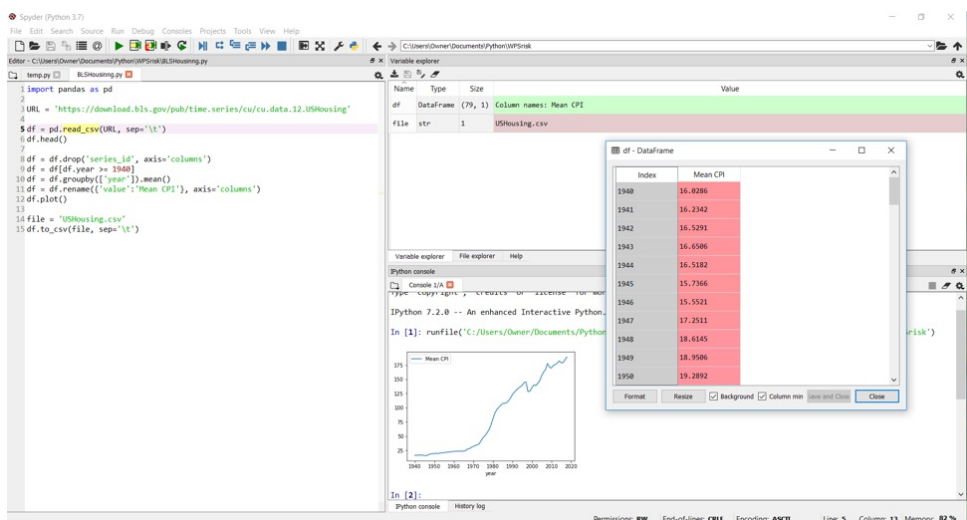 Spyder (Python 3.7)
File Edit Search Source Run Debug Consoles Projects Tools View Help
C:\Users\Owner\Documents\Python\WPSrisk
Editor - C:\Users\Owner\Documents\Python\WPSrisk\BLSHousinng.py
temp.py BLSHousinng.py
1 import pandas as pd
2
3 URL = 'https://download.bls.gov/pub/time.series/cu/cu.data.12.USHousing'
4
5 df = pd.read_csv(URL, sep='\t')
6 df.head()
7
8 df = df.drop('series_id', axis='columns')
9 df = df[df.year >= 1940]
10 df = df.groupby(['year']).mean()
11 df = df.rename({'value':'Mean CPI'}, axis='columns')
12 df.plot()
13
14 file = 'USHousing.csv'
15 df.to_csv(file, sep='\t')
Variable explorer
Name Type Size Value
df DataFrame (79, 1) Column names: Mean CPI
file str 1 USHousing.csv
Variable explorer File explorer Help
df - DataFrame
Index Mean CPI
1940 16.0286
1941 16.2342
1942 16.5291
1943 16.6506
1944 16.5182
1945 15.7366
1946 15.5521
1947 17.2511
1948 18.6145
1949 18.9506
1950 19.2892
Format Resize Background Column min Save and Close Close
IPython console
Console 1/A
IPython 7.2.0 -- An enhanced Interactive Python.
In [1]: runfile('C:/Users/Owner/Documents/Python risk')
Mean CPI
175
150
125
100
75
50
25
1940 1950 1960 1970 1980 1990 2000 2010 2020
year
In [2]:
IPython console History log
Permissions: RW End-of-lines: CRLF Encoding: ASCII Line: 5 Column: 13 Memory: 82 %